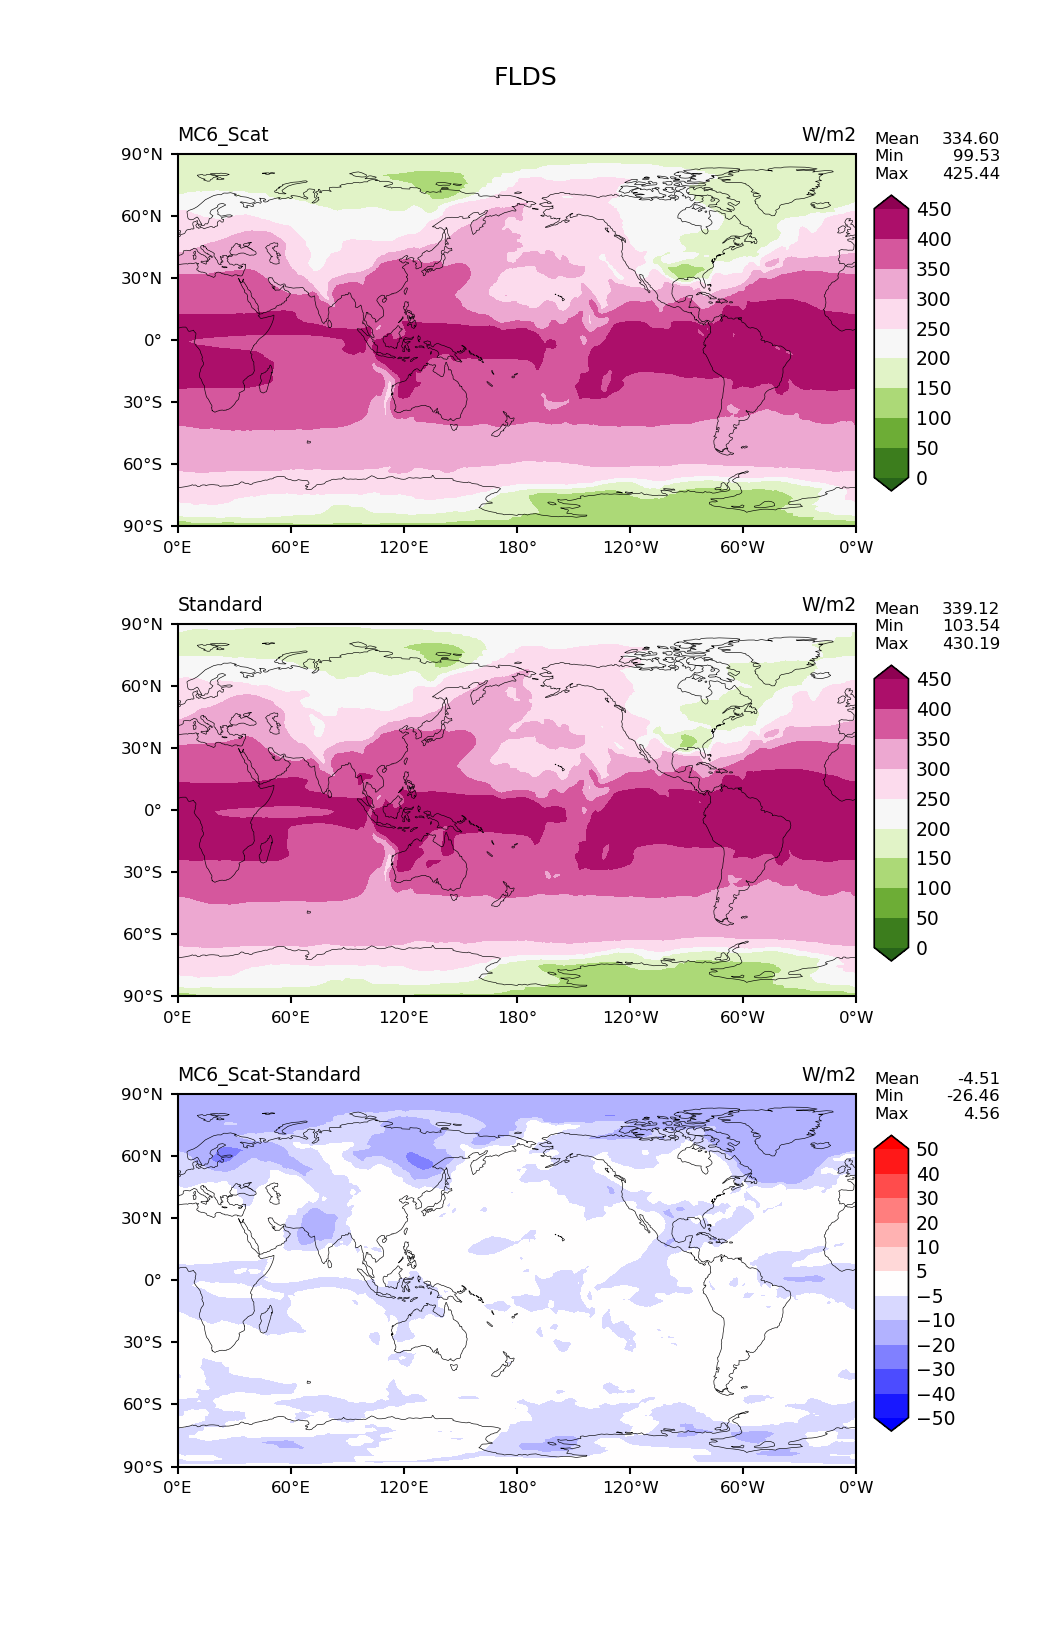 FLDS
MC6_Scat W/m2
Mean 334.60
Min 99.53
Max 425.44
90°N
60°N
30°N
0°
30°S
60°S
90°S
0°E 60°E 120°E 180° 120°W 60°W 0°W
450
400
350
300
250
200
150
100
50
0
Standard W/m2
Mean 339.12
Min 103.54
Max 430.19
90°N
60°N
30°N
0°
30°S
60°S
90°S
0°E 60°E 120°E 180° 120°W 60°W 0°W
450
400
350
300
250
200
150
100
50
0
MC6_Scat-Standard W/m2
Mean -4.51
Min -26.46
Max 4.56
90°N
60°N
30°N
0°
30°S
60°S
90°S
0°E 60°E 120°E 180° 120°W 60°W 0°W
50
40
30
20
10
5
−5
−10
−20
−30
−40
−50